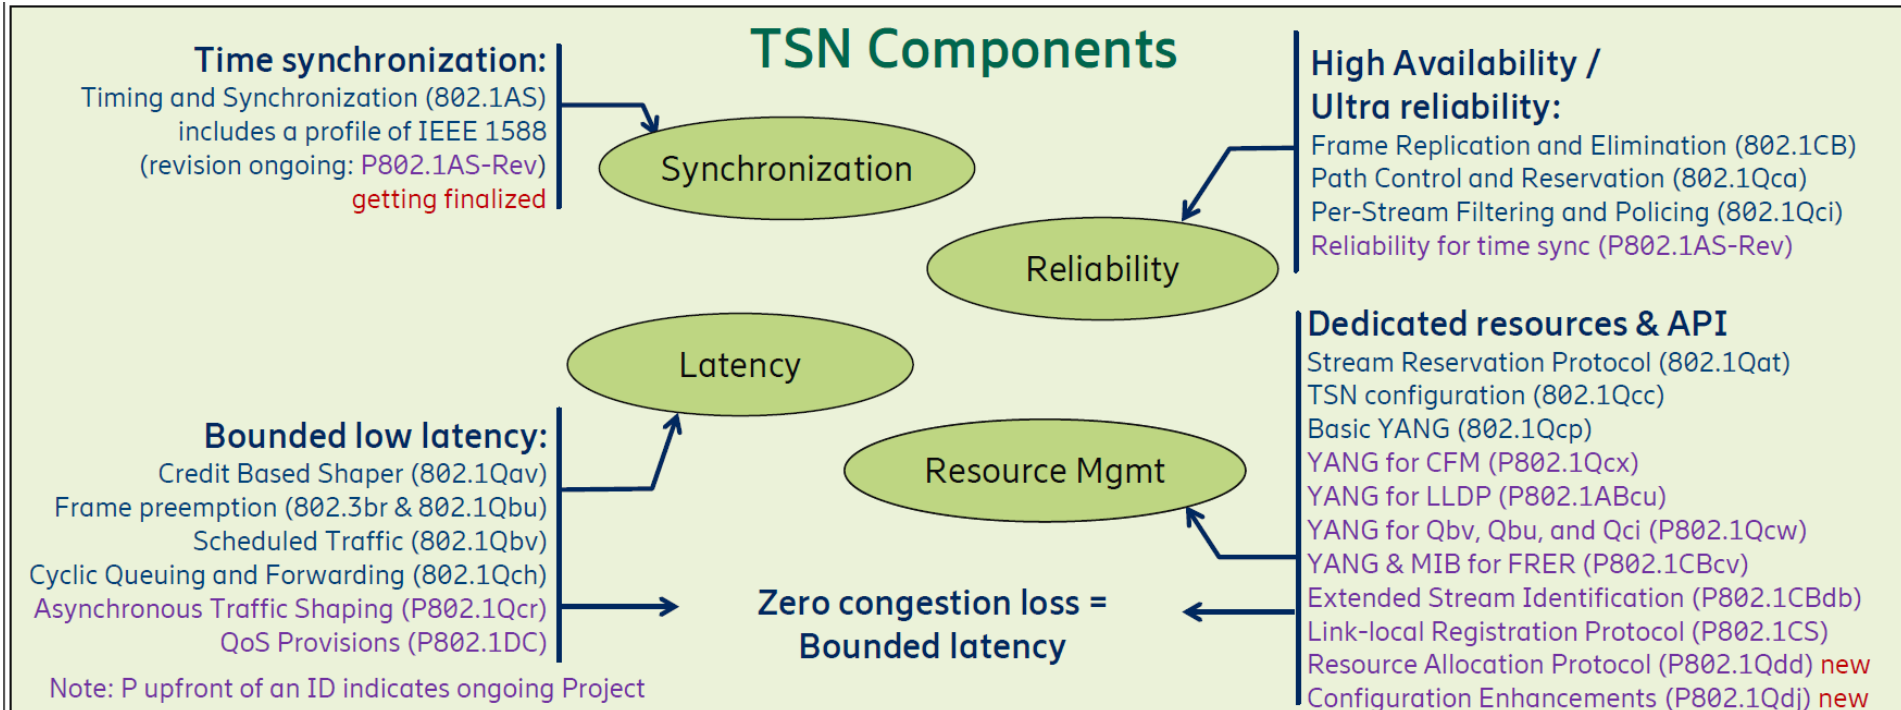 TSN Components
Time synchronization:
Timing and Synchronization (802.1AS)
includes a profile of IEEE 1588
(revision ongoing: P802.1AS-Rev)
getting finalized
Synchronization
High Availability /
Ultra reliability:
Frame Replication and Elimination (802.1CB)
Path Control and Reservation (802.1Qca)
Per-Stream Filtering and Policing (802.1Qci)
Reliability for time sync (P802.1AS-Rev)
Reliability
Latency
Bounded low latency:
Credit Based Shaper (802.1Qav)
Frame preemption (802.3br & 802.1Qbu)
Scheduled Traffic (802.1Qbv)
Cyclic Queuing and Forwarding (802.1Qch)
Asynchronous Traffic Shaping (P802.1Qcr)
QoS Provisions (P802.1DC)
Note: P upfront of an ID indicates ongoing Project
Resource Mgmt
Zero congestion loss =
Bounded latency
Dedicated resources & API
Stream Reservation Protocol (802.1Qat)
TSN configuration (802.1Qcc)
Basic YANG (802.1Qcp)
YANG for CFM (P802.1Qcx)
YANG for LLDP (P802.1ABcu)
YANG for Qbv, Qbu, and Qci (P802.1Qcw)
YANG & MIB for FRER (P802.1CBcv)
Extended Stream Identification (P802.1CBdb)
Link-local Registration Protocol (P802.1CS)
Resource Allocation Protocol (P802.1Qdd) new
Configuration Enhancements (P802.1Qdj) new